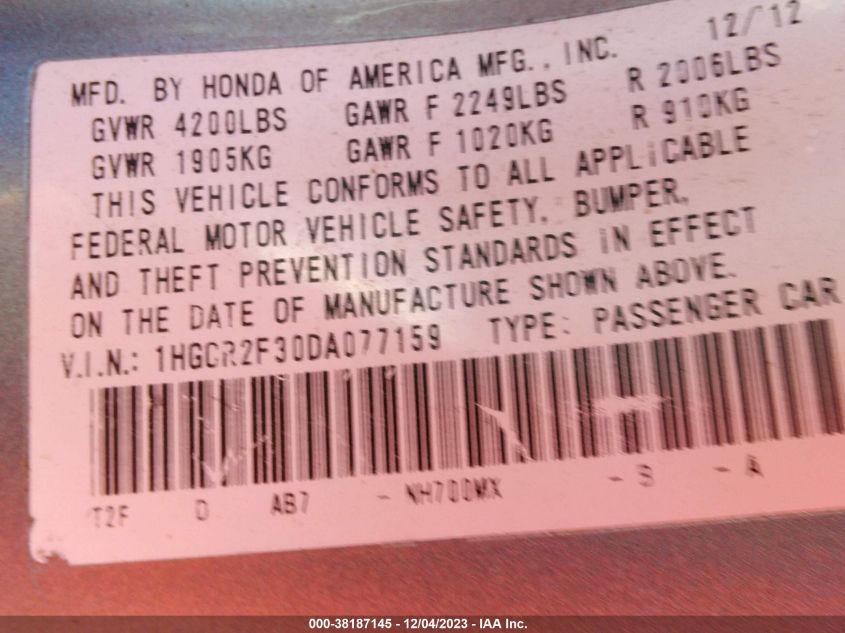 12/12
MFD. BY HONDA OF AMERICA MFG., INC.
GVWR 4200LBS GAWR F 2249LBS R 2006LBS
GVWR 1905KG GAWR F 1020KG R 910KG
THIS VEHICLE CONFORMS TO ALL APPLICABLE
FEDERAL MOTOR VEHICLE SAFETY, BUMPER,
AND THEFT PREVENTION STANDARDS IN EFFECT
ON THE DATE OF MANUFACTURE SHOWN ABOVE.
V.I.N.: 1HGCR2F30DA077159 TYPE: PASSENGER CAR
T2F D AB7 - NH700MX - B - A
000-38187145 - 12/04/2023 - IAA Inc.